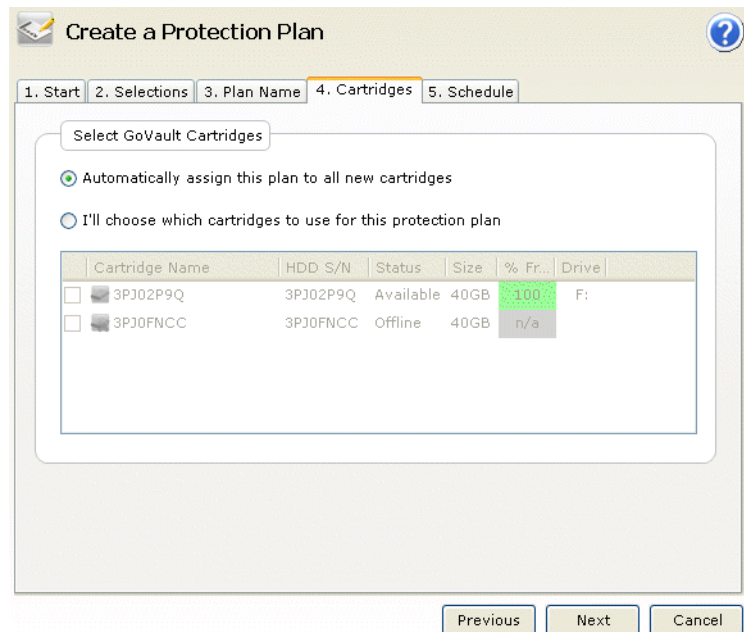 Create a Protection Plan
?
1. Start 2. Selections 3. Plan Name 4. Cartridges 5. Schedule
Select GoVault Cartridges
Automatically assign this plan to all new cartridges
I'll choose which cartridges to use for this protection plan
Cartridge Name HDD S/N Status Size % Fr... Drive
3PJ02P9Q 3PJ02P9Q Available 40GB 100 F:
3PJ0FNCC 3PJ0FNCC Offline 40GB n/a
Previous Next Cancel